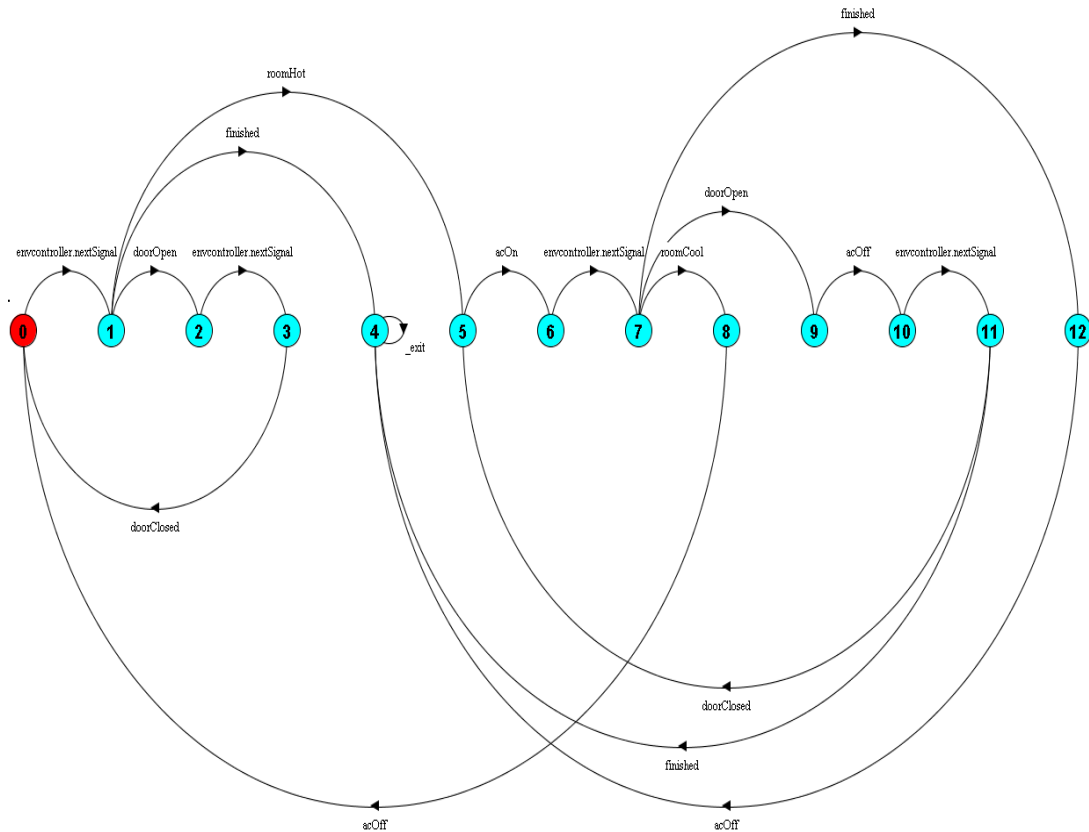 finished
roomHot
finished
doorOpen
envcontroller.nextSignal
doorOpen
envcontroller.nextSignal
acOn
envcontroller.nextSignal
roomCool
acOff
envcontroller.nextSignal
0
1
2
3
4
5
6
7
8
9
10
11
12
_exit
doorClosed
doorClosed
finished
acOff
acOff